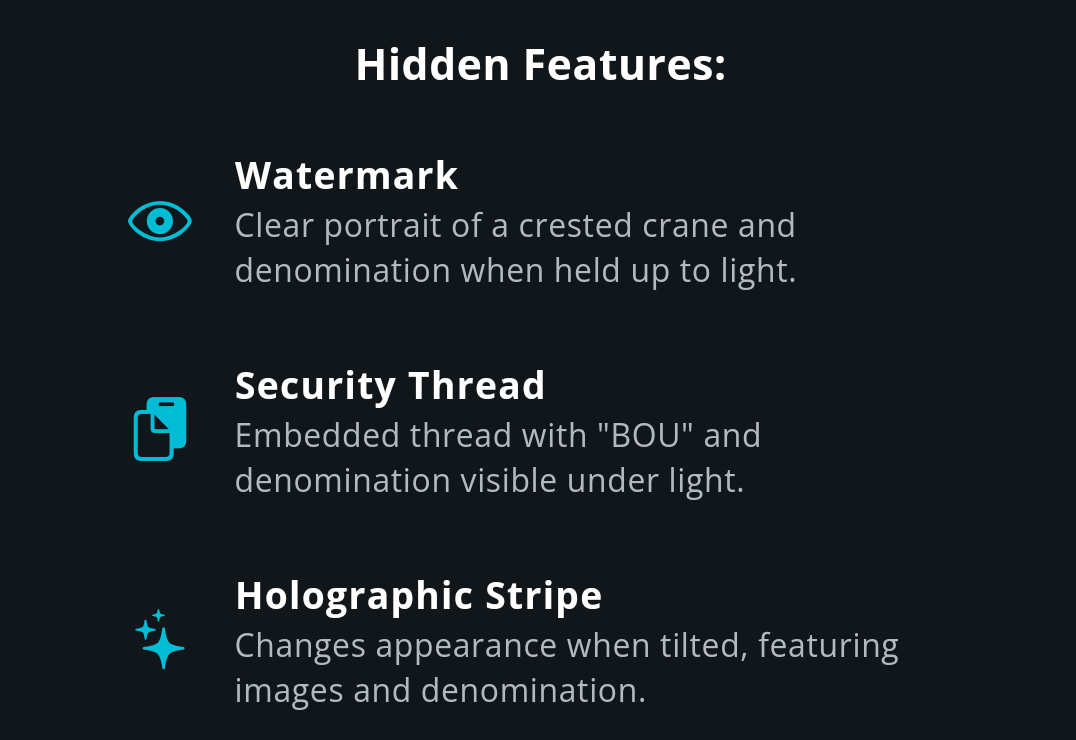 Hidden Features:
Watermark
Clear portrait of a crested crane and
denomination when held up to light.
Security Thread
Embedded thread with "BOU" and
denomination visible under light.
Holographic Stripe
Changes appearance when tilted, featuring
images and denomination.